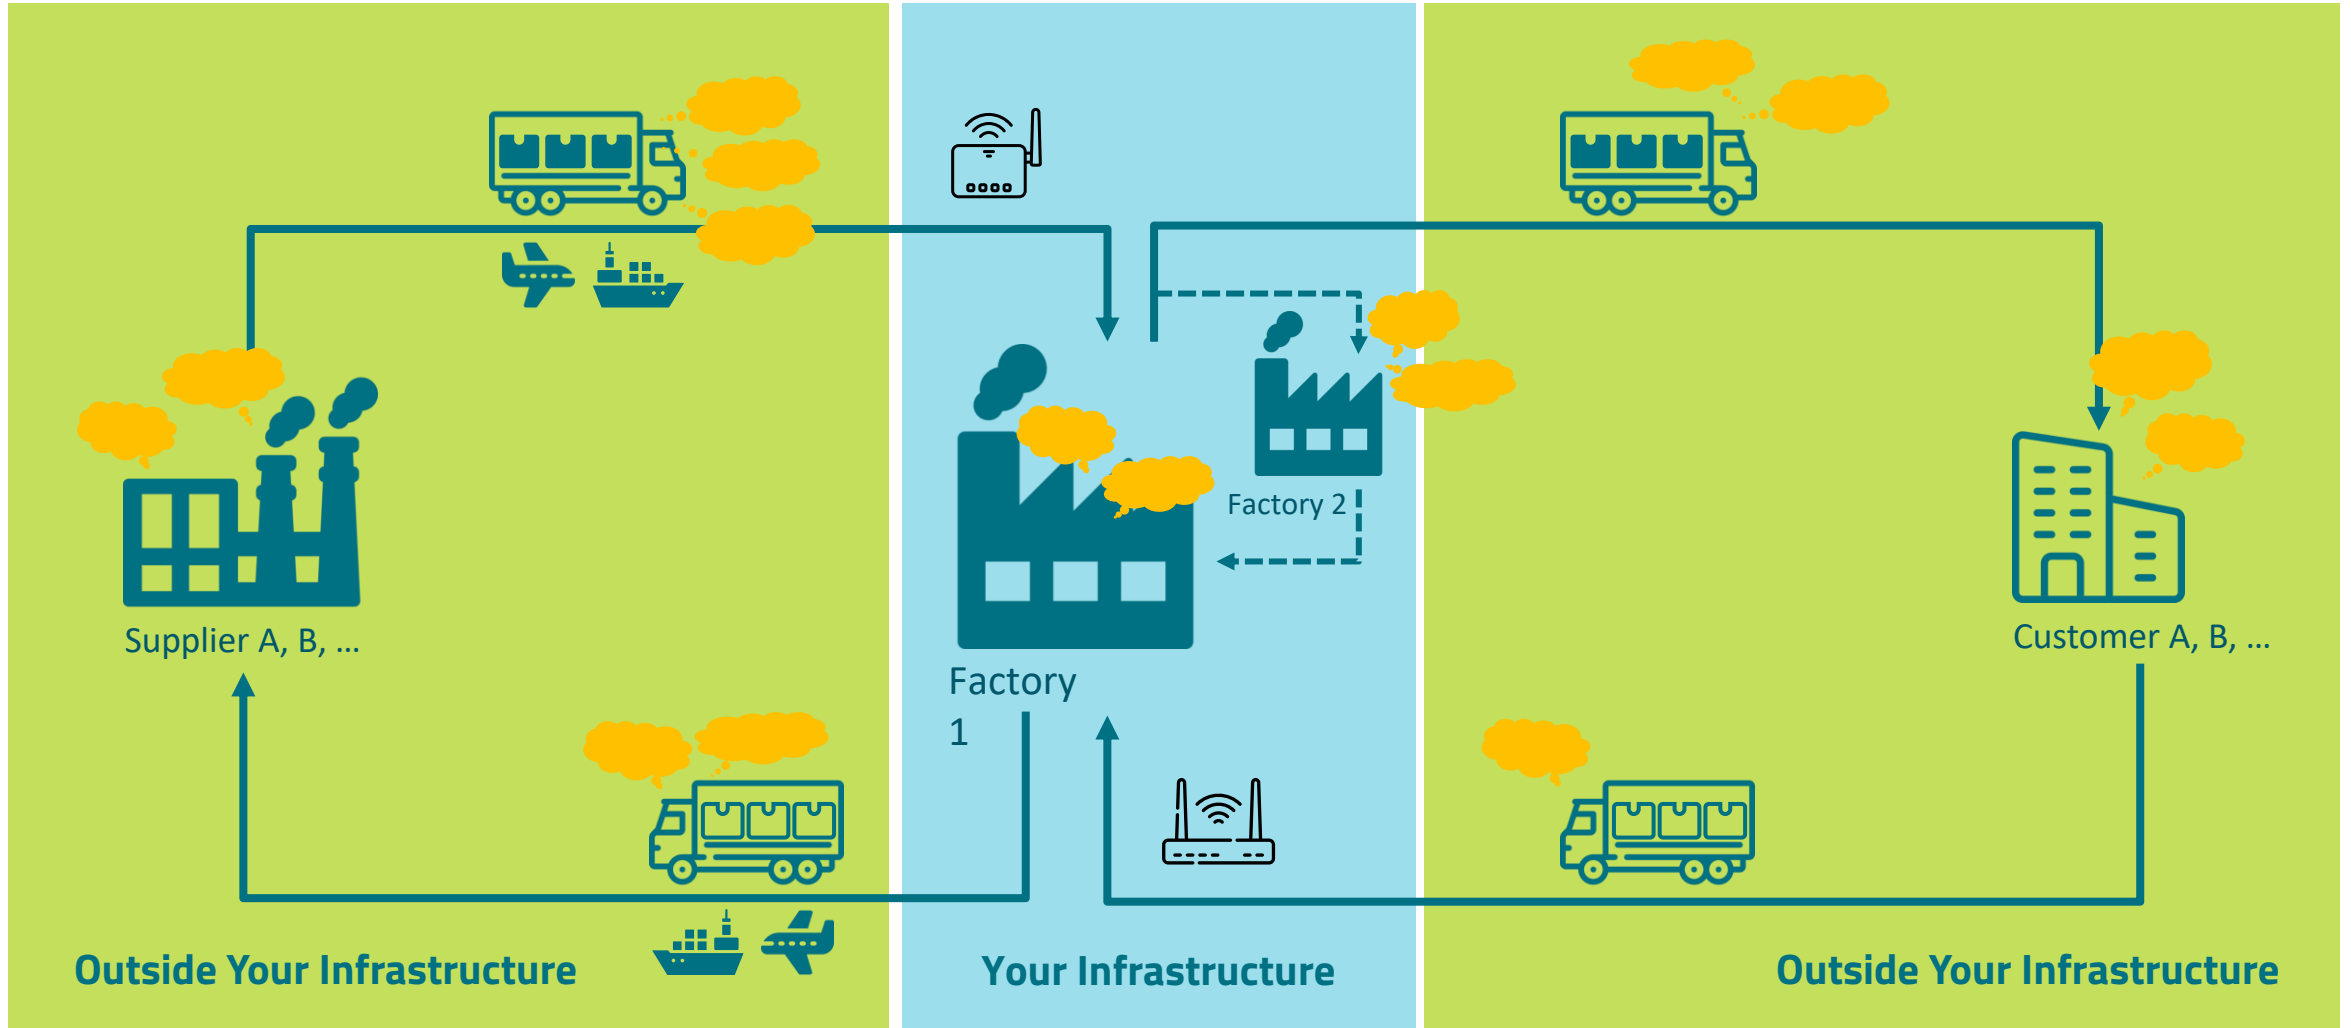 Factory 2
Supplier A, B, ...
Factory
1
Customer A, B, ...
Outside Your Infrastructure
Your Infrastructure
Outside Your Infrastructure